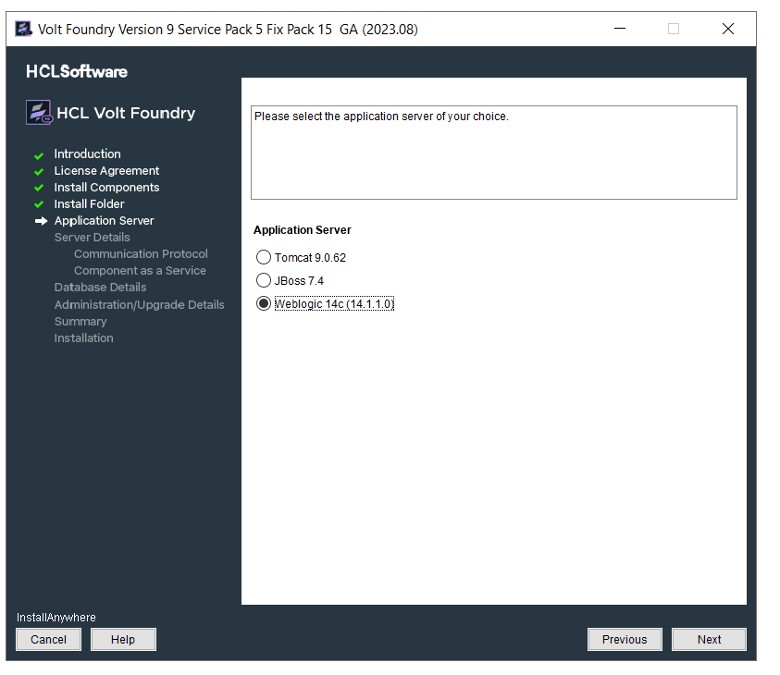 Volt Foundry Version 9 Service Pack 5 Fix Pack 15 GA (2023.08)
HCLSoftware
HCL Volt Foundry
Introduction
License Agreement
Install Components
Install Folder
Application Server
Server Details
Communication Protocol
Component as a Service
Database Details
Administration/Upgrade Details
Summary
Installation
Please select the application server of your choice.
Application Server
Tomcat 9.0.62
JBoss 7.4
Weblogic 14c (14.1.1.0)
InstallAnywhere
Cancel
Help
Previous
Next